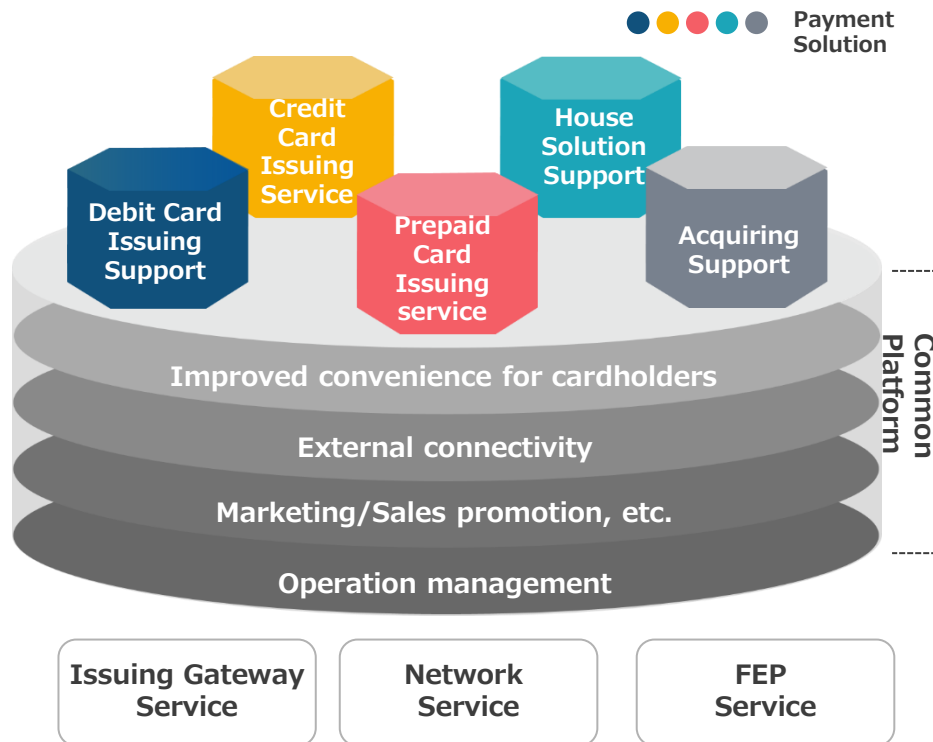 Payment
Solution
Credit
Card
Issuing
Service
House
Solution
Support
Debit Card
Issuing
Support
Prepaid
Card
Issuing
service
Acquiring
Support
Improved convenience for cardholders
External connectivity
Marketing/Sales promotion, etc.
Operation management
Common
Platform
Issuing Gateway
Service
Network
Service
FEP
Service